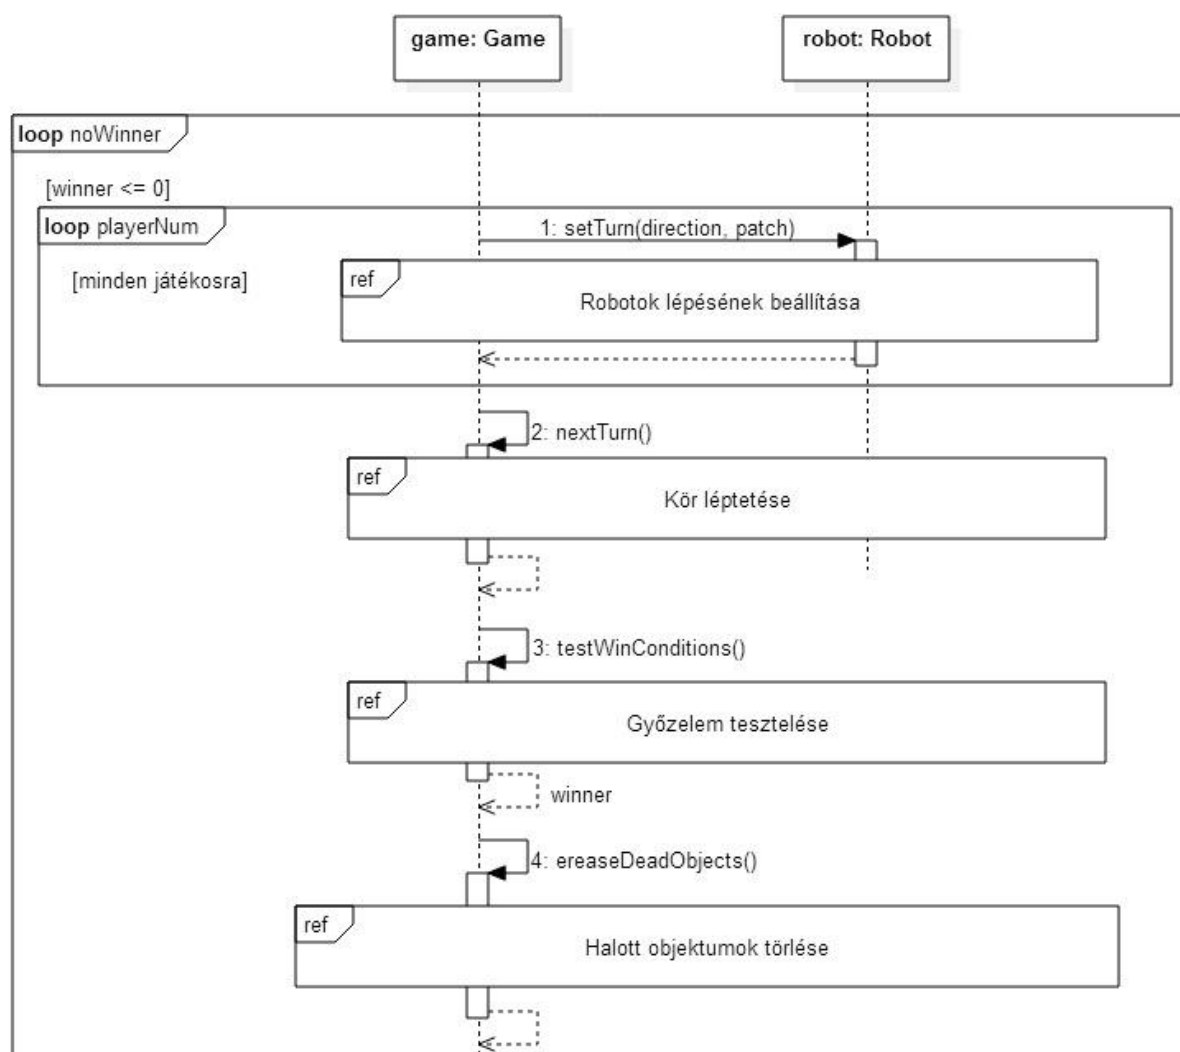 game: Game
robot: Robot
loop noWinner
[winner <= 0]
loop playerNum
1: setTurn(direction, patch)
[minden játékosra]
ref
Robotok lépésének beállítása
2: nextTurn()
ref
Kör léptetése
3: testWinConditions()
ref
Győzelem tesztelése
winner
4: ereaseDeadObjects()
ref
Halott objektumok törlése